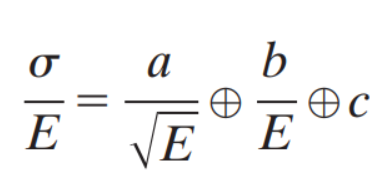 σ/E = a/√E ⊕ b/E ⊕ c